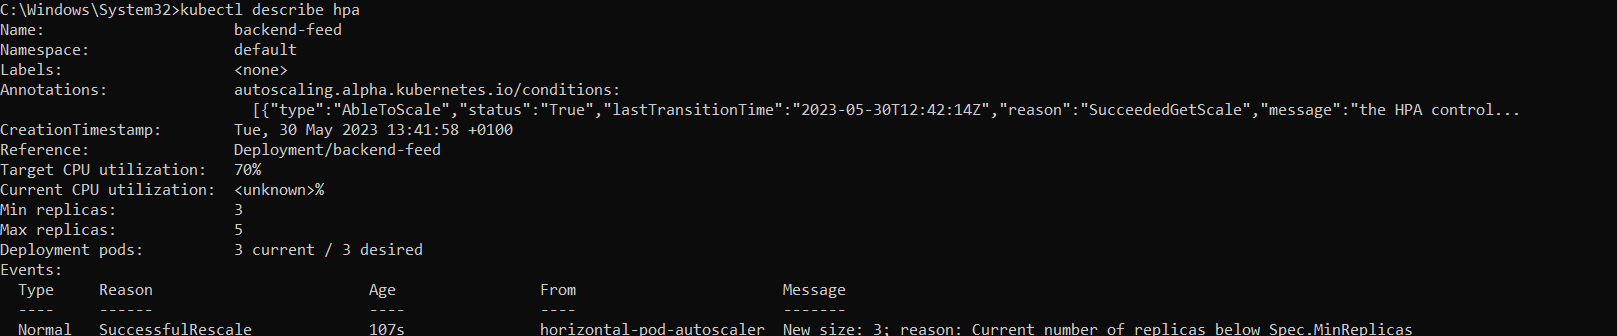 C:\Windows\System32>kubectl describe hpa
Name: backend-feed
Namespace: default
Labels: <none>
Annotations: autoscaling.alpha.kubernetes.io/conditions:
[{"type":"AbleToScale","status":"True","lastTransitionTime":"2023-05-30T12:42:14Z","reason":"SucceededGetScale","message":"the HPA control...
CreationTimestamp: Tue, 30 May 2023 13:41:58 +0100
Reference: Deployment/backend-feed
Target CPU utilization: 70%
Current CPU utilization: <unknown>%
Min replicas: 3
Max replicas: 5
Deployment pods: 3 current / 3 desired
Events:
Type Reason Age From Message
---- ------ ---- ---- -------
Normal SuccessfulRescale 107s horizontal-pod-autoscaler New size: 3; reason: Current number of replicas below Spec.MinReplicas